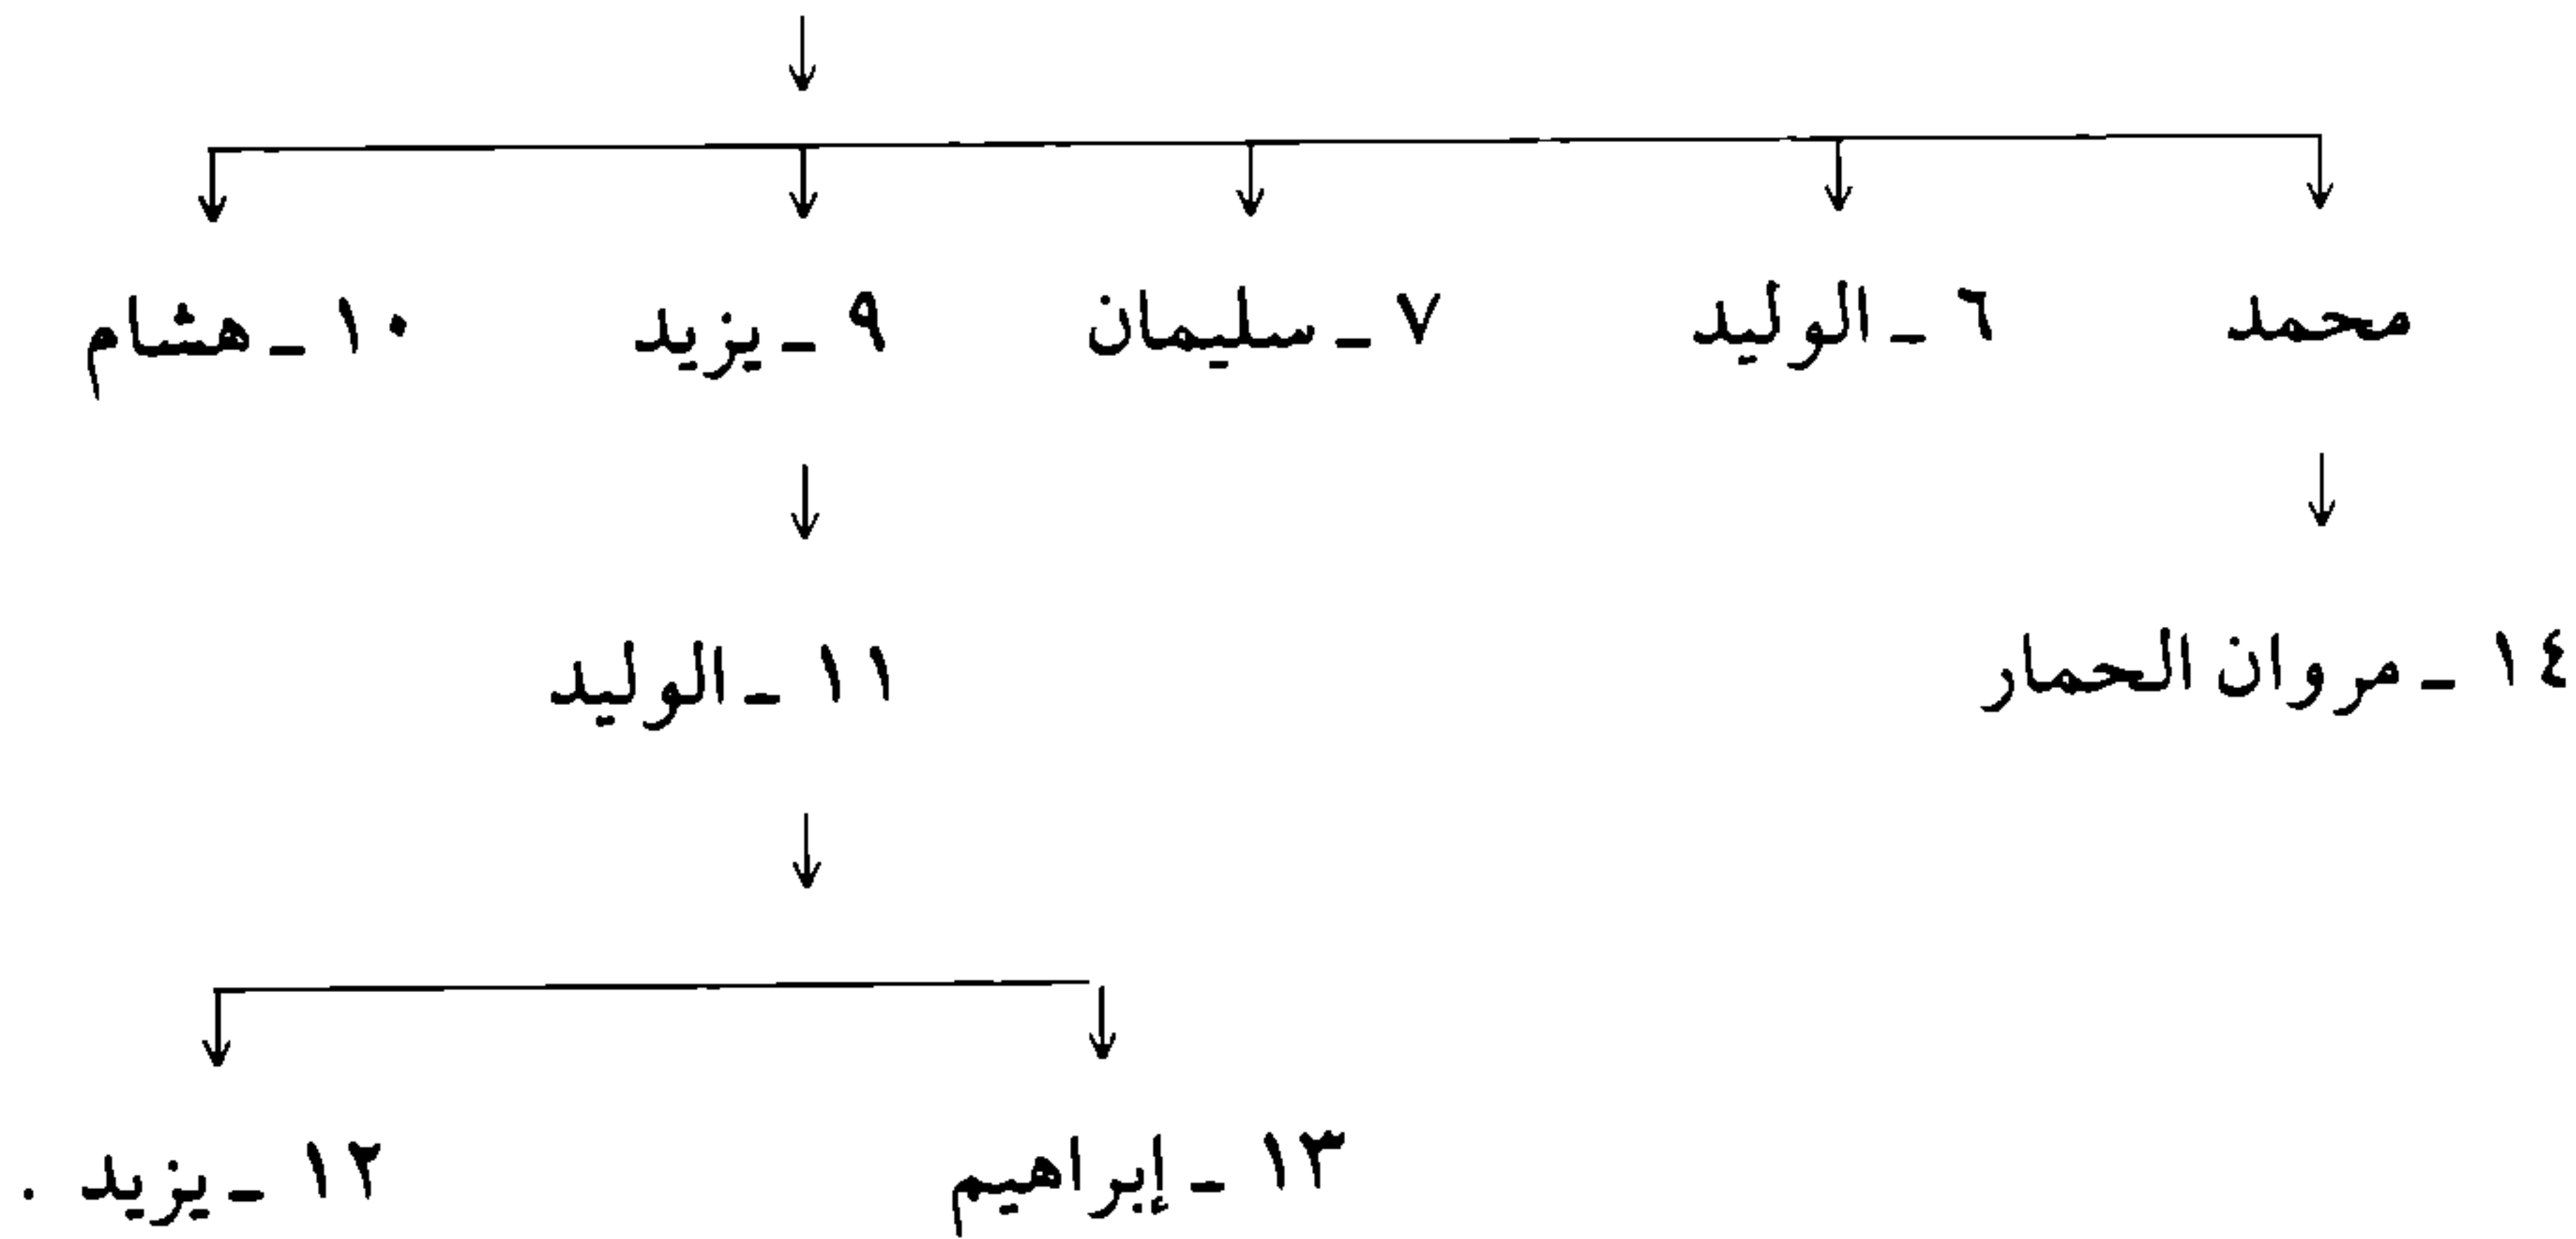 محمد ٦ ـ الوليد ٧ ـ سليمان ٩ ـ يزيد ١٠ ـ هشام
١٤ ـ مروان الحمار ١١ ـ الوليد
١٣ ـ إبراهيم ١٢ ـ يزيد .